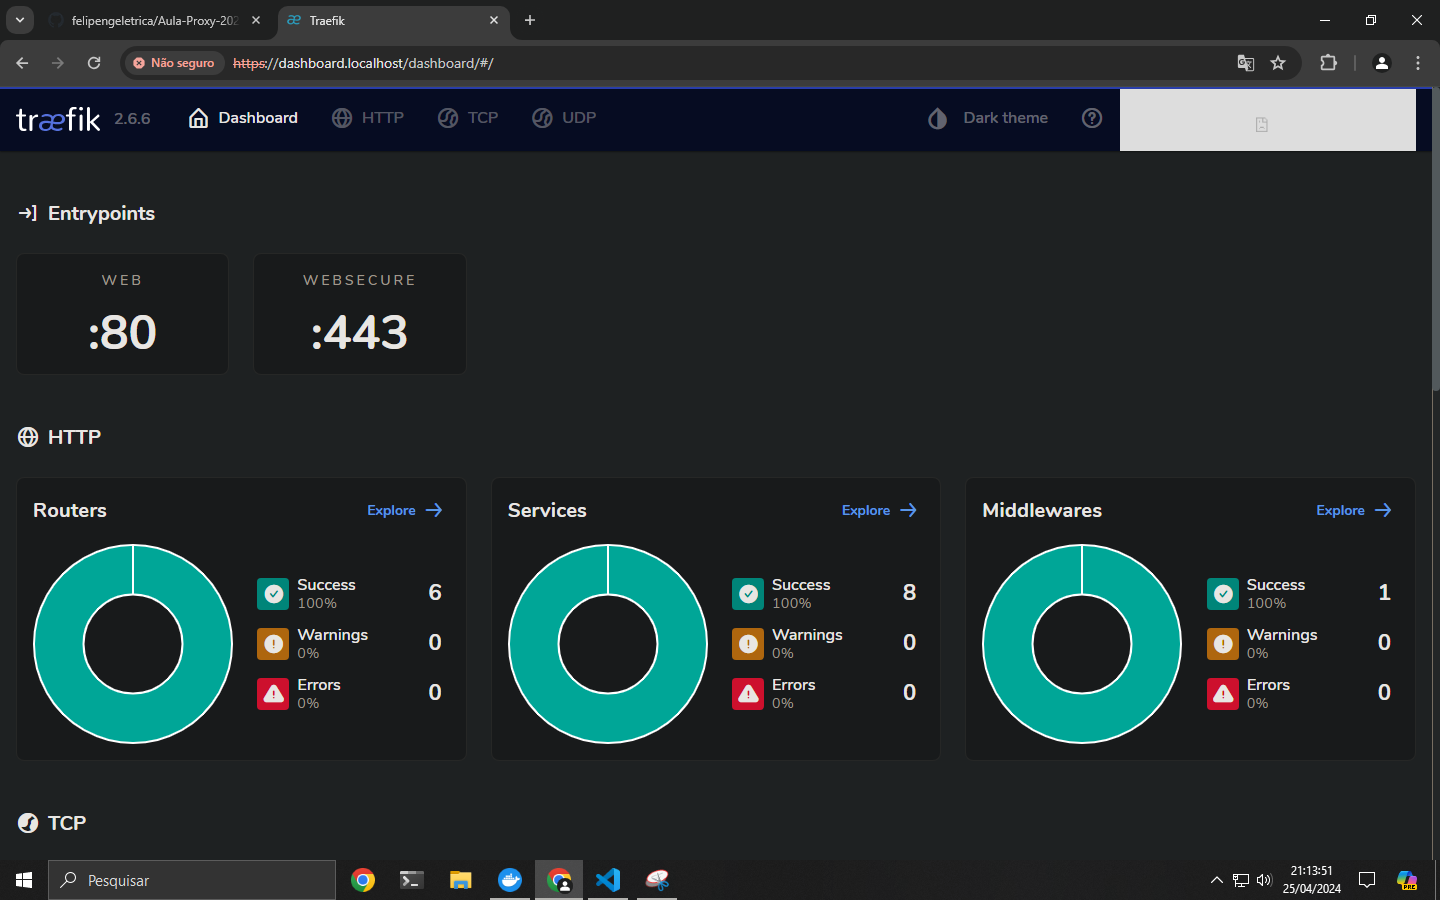 felipengeletrica/Aula-Proxy-202
Traefik
Não seguro
https://dashboard.localhost/dashboard/#/
træfik 2.6.6 Dashboard HTTP TCP UDP Dark theme
Entrypoints
WEB
:80
WEBSECURE
:443
HTTP
Routers
Explore
Success
100%
6
Warnings
0%
0
Errors
0%
0
Services
Explore
Success
100%
8
Warnings
0%
0
Errors
0%
0
Middlewares
Explore
Success
100%
1
Warnings
0%
0
Errors
0%
0
TCP
Pesquisar
21:13:51
25/04/2024
PRE